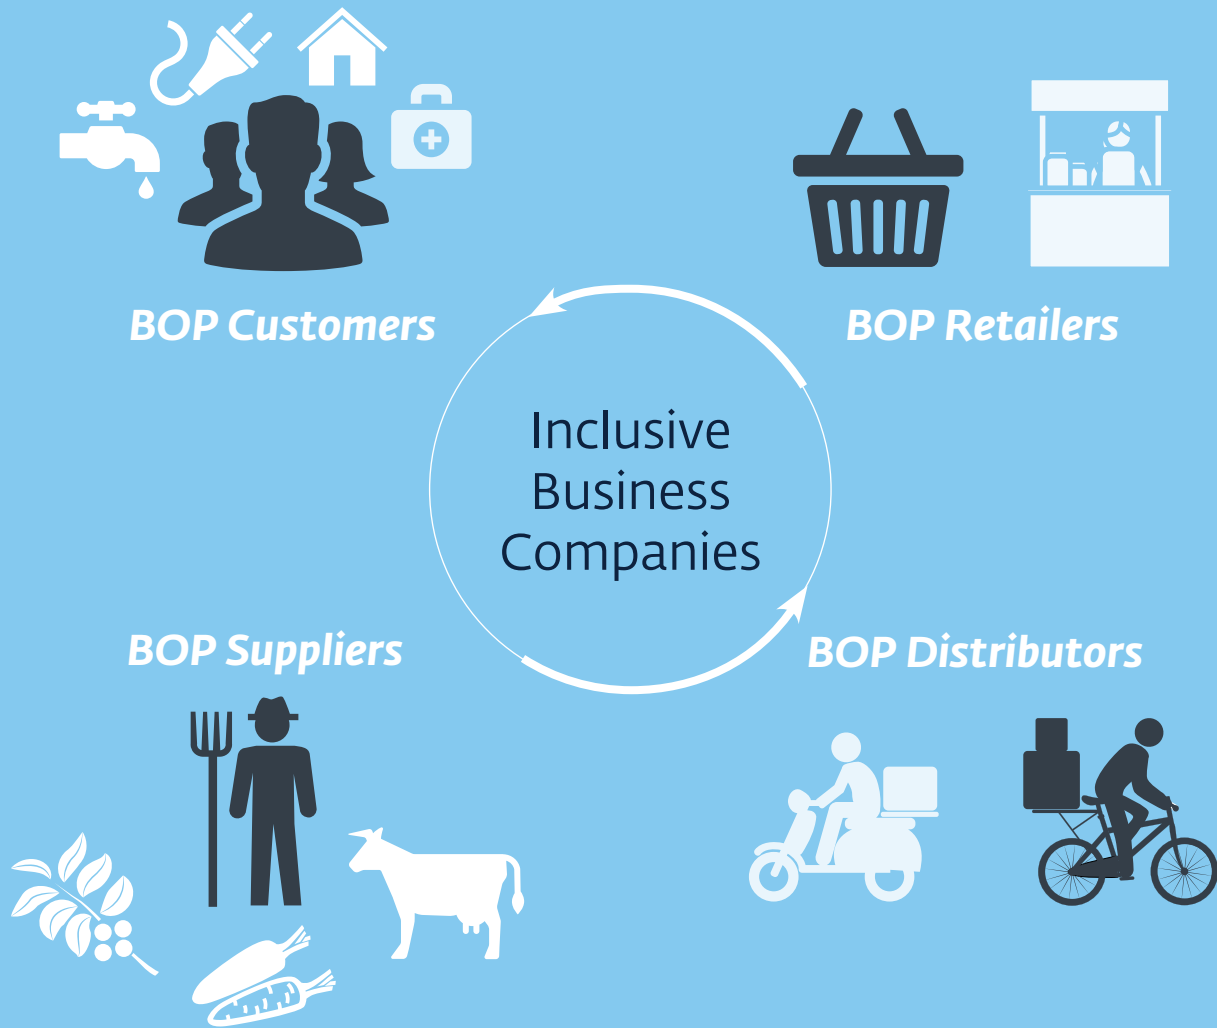 BOP Customers
BOP Retailers
Inclusive
Business
Companies
BOP Suppliers
BOP Distributors